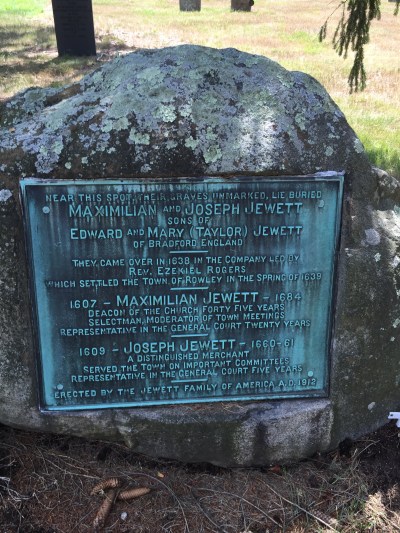 NEAR THIS SPOT, THEIR GRAVES UNMARKED, LIE BURIED
MAXIMILIAN AND JOSEPH JEWETT
SONS OF
EDWARD AND MARY (TAYLOR) JEWETT
OF BRADFORD, ENGLAND
THEY CAME OVER IN 1638 IN THE COMPANY LED BY
REV. EZEKIEL ROGERS
WHICH SETTLED THE TOWN OF ROWLEY IN THE SPRING OF 1639
1607 - MAXIMILIAN JEWETT - 1684
DEACON OF THE CHURCH FORTY FIVE YEARS
SELECTMAN, MODERATOR OF TOWN MEETINGS
REPRESENTATIVE IN THE GENERAL COURT TWENTY YEARS
1609 - JOSEPH JEWETT - 1660-61
A DISTINGUISHED MERCHANT
SERVED THE TOWN ON IMPORTANT COMMITTEES
REPRESENTATIVE IN THE GENERAL COURT FIVE YEARS
ERECTED BY THE JEWETT FAMILY OF AMERICA A.D. 1912